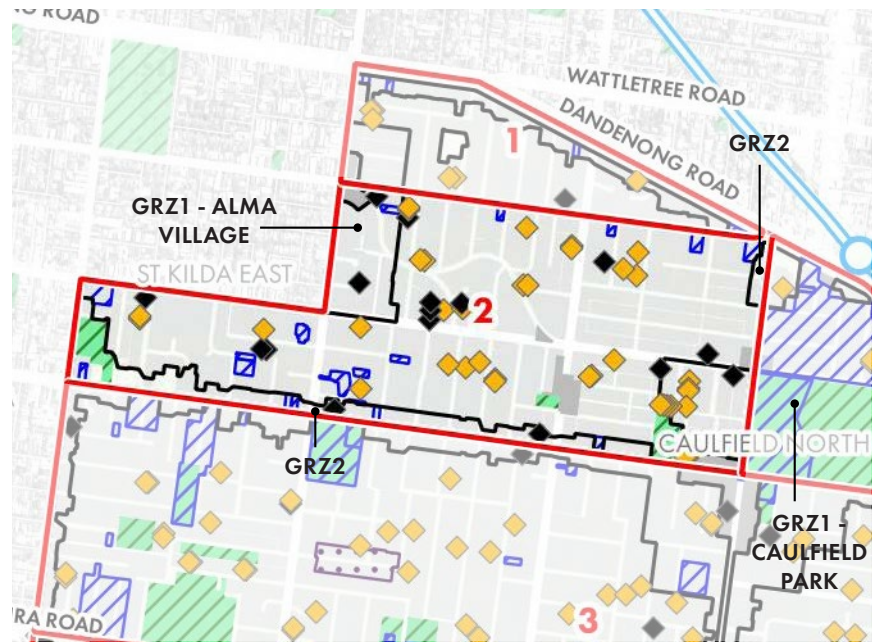 NG ROAD
WATTLETREE ROAD
DANDENONG ROAD
1
GRZ2
GRZ1 - ALMA
VILLAGE
ST KILDA EAST
2
CAULFIELD NORTH
GRZ2
GRZ1 -
CAULFIELD
PARK
3
RA ROAD